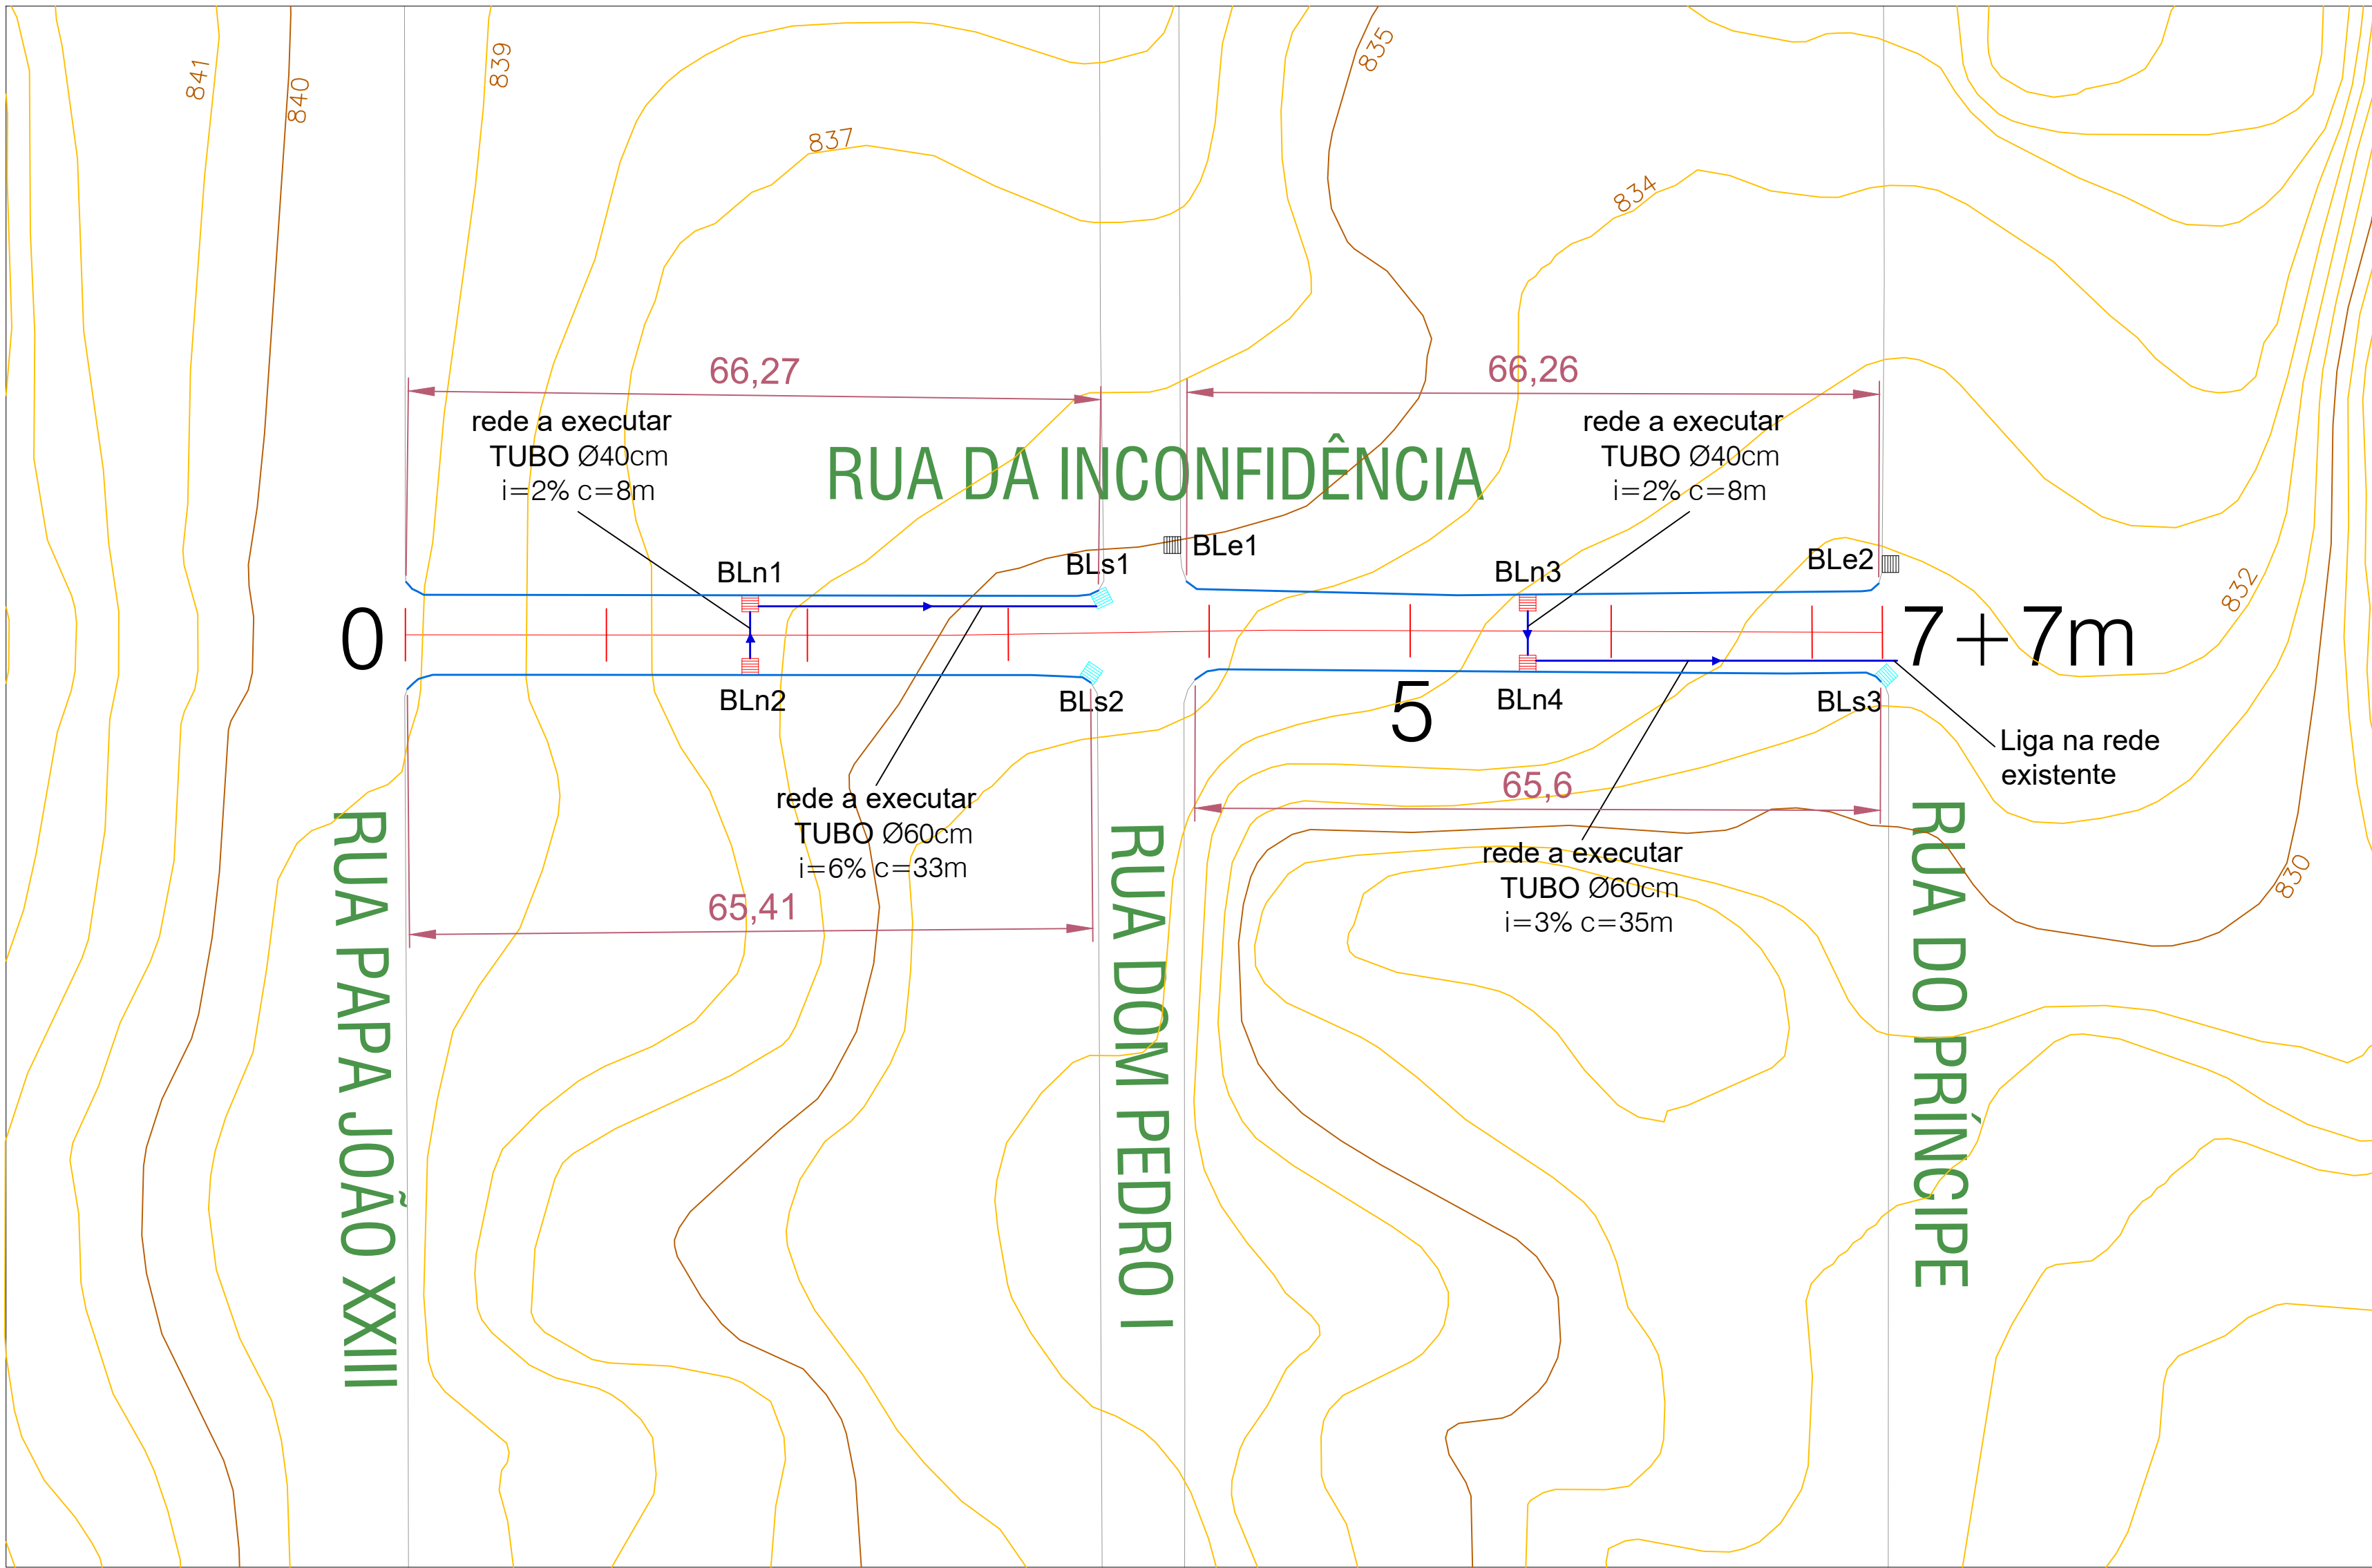 841
840
839
837
835
834
66,27
66,26
rede a executar
TUBO Ø40cm
i=2% c=8m
rede a executar
TUBO Ø40cm
i=2% c=8m
RUA DA INCONFIDÊNCIA
BLn1
BLs1
BLe1
BLn3
BLe2
832
0
7+7m
BLn2
BLs2
5
BLn4
BLs3
Liga na rede
existente
rede a executar
TUBO Ø60cm
i=6% c=33m
65,6
rede a executar
TUBO Ø60cm
i=3% c=35m
830
65,41
RUA PAPA JOÃO XXIIII
RUA DOM PEDRO I
RUA DO PRÍNCIPE